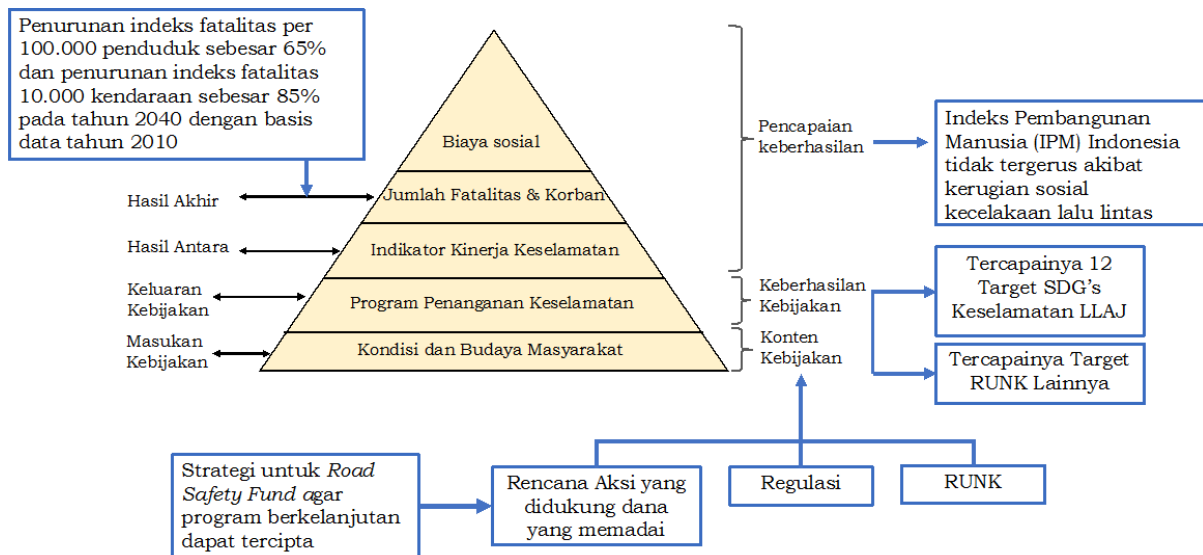 Penurunan indeks fatalitas per
100.000 penduduk sebesar 65%
dan penurunan indeks fatalitas
10.000 kendaraan sebesar 85%
pada tahun 2040 dengan basis
data tahun 2010
Biaya sosial
Jumlah Fatalitas & Korban
Indikator Kinerja Keselamatan
Program Penanganan Keselamatan
Kondisi dan Budaya Masyarakat
Hasil Akhir
Hasil Antara
Keluaran
Kebijakan
Masukan
Kebijakan
Pencapaian
keberhasilan
Keberhasilan
Kebijakan
Konten
Kebijakan
Indeks Pembangunan
Manusia (IPM) Indonesia
tidak tergerus akibat
kerugian sosial
kecelakaan lalu lintas
Tercapainya 12
Target SDG's
Keselamatan LLAJ
Tercapainya Target
RUNK Lainnya
Strategi untuk Road
Safety Fund agar
program berkelanjutan
dapat tercipta
Rencana Aksi yang
didukung dana
yang memadai
Regulasi
RUNK